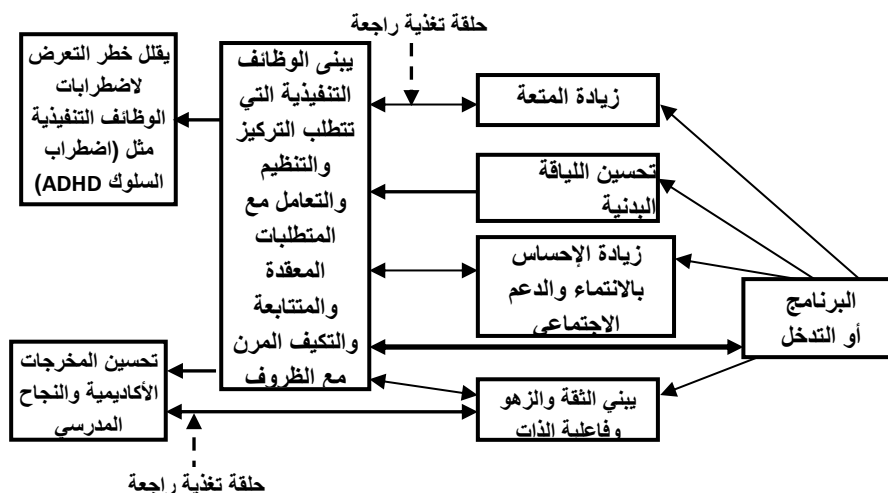 حلقة تغذية راجعة
يقلل خطر التعرض
لاضطرابات
الوظائف التنفيذية
مثل (اضطراب
السلوك ADHD)
يبنى الوظائف
التنفيذية التي
تتطلب التركيز
والتنظيم
والتعامل مع
المتطلبات
المعقدة
والمتتابعة
والتكيف المرن
مع الظروف
زيادة المتعة
تحسين اللياقة
البدنية
زيادة الإحساس
بالانتماء والدعم
الاجتماعي
يبني الثقة والزهو
وفاعلية الذات
البرنامج
أو التدخل
تحسين المخرجات
الأكاديمية والنجاح
المدرسي
حلقة تغذية راجعة